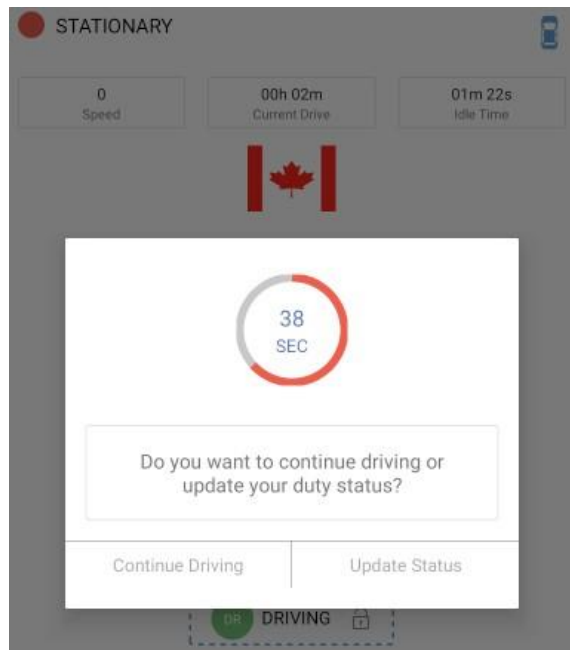 STATIONARY
0
Speed
00h 02m
Current Drive
01m 22s
Idle Time
38
SEC
Do you want to continue driving or
update your duty status?
Continue Driving
Update Status
DR
DRIVING